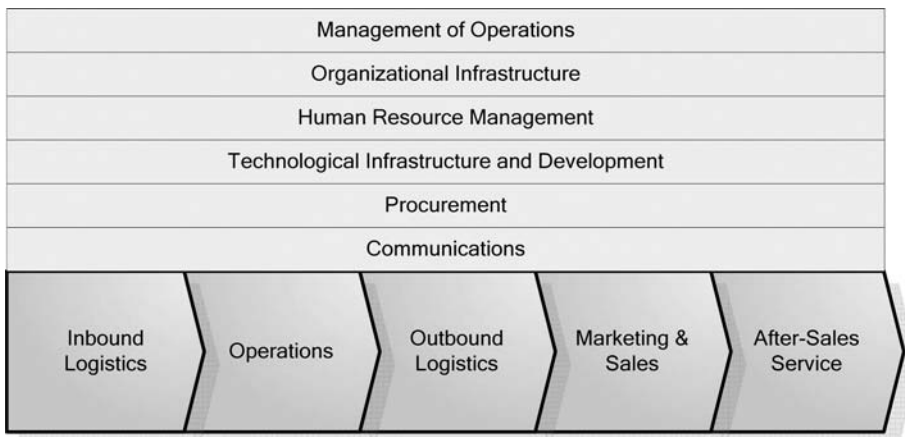 Management of Operations
Organizational Infrastructure
Human Resource Management
Technological Infrastructure and Development
Procurement
Communications
Inbound
Logistics
Operations
Outbound
Logistics
Marketing &
Sales
After-Sales
Service